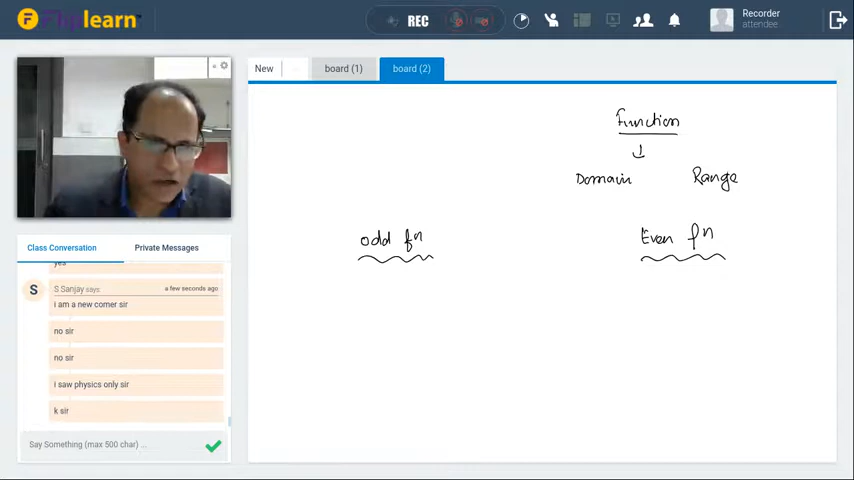 Fliplearn
REC
Recorder
attendee
New
board (1)
board (2)
Function
Domain
Range
odd fn
Even fn
Class Conversation
Private Messages
yes
S
S Sanjay says
a few seconds ago
i am a new comer sir
no sir
no sir
i saw physics only sir
k sir
Say Something (max 500 char) ...